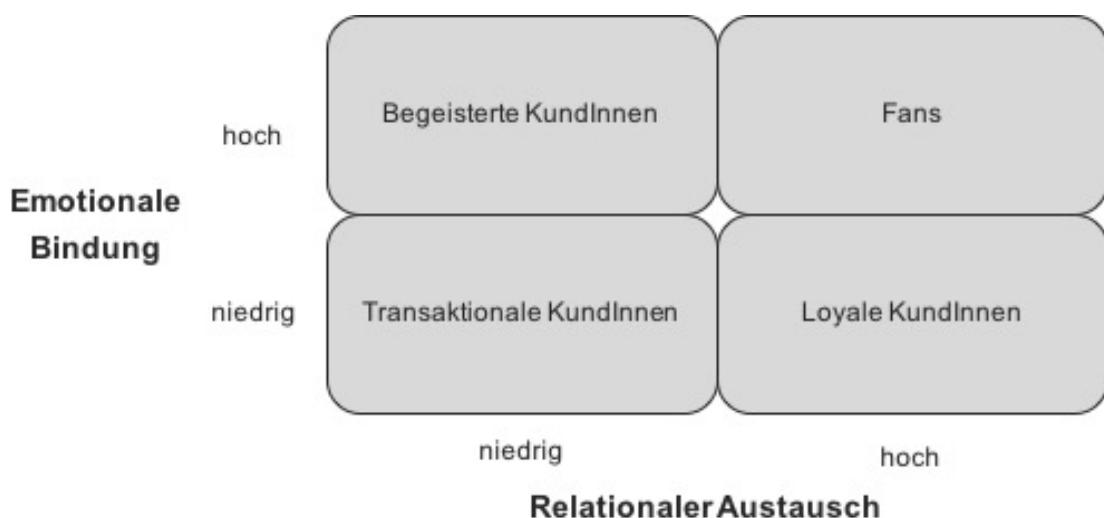 hoch
Begeisterte KundInnen
Fans
Emotionale
Bindung
niedrig
Transaktionale KundInnen
Loyale KundInnen
niedrig
hoch
Relationaler Austausch